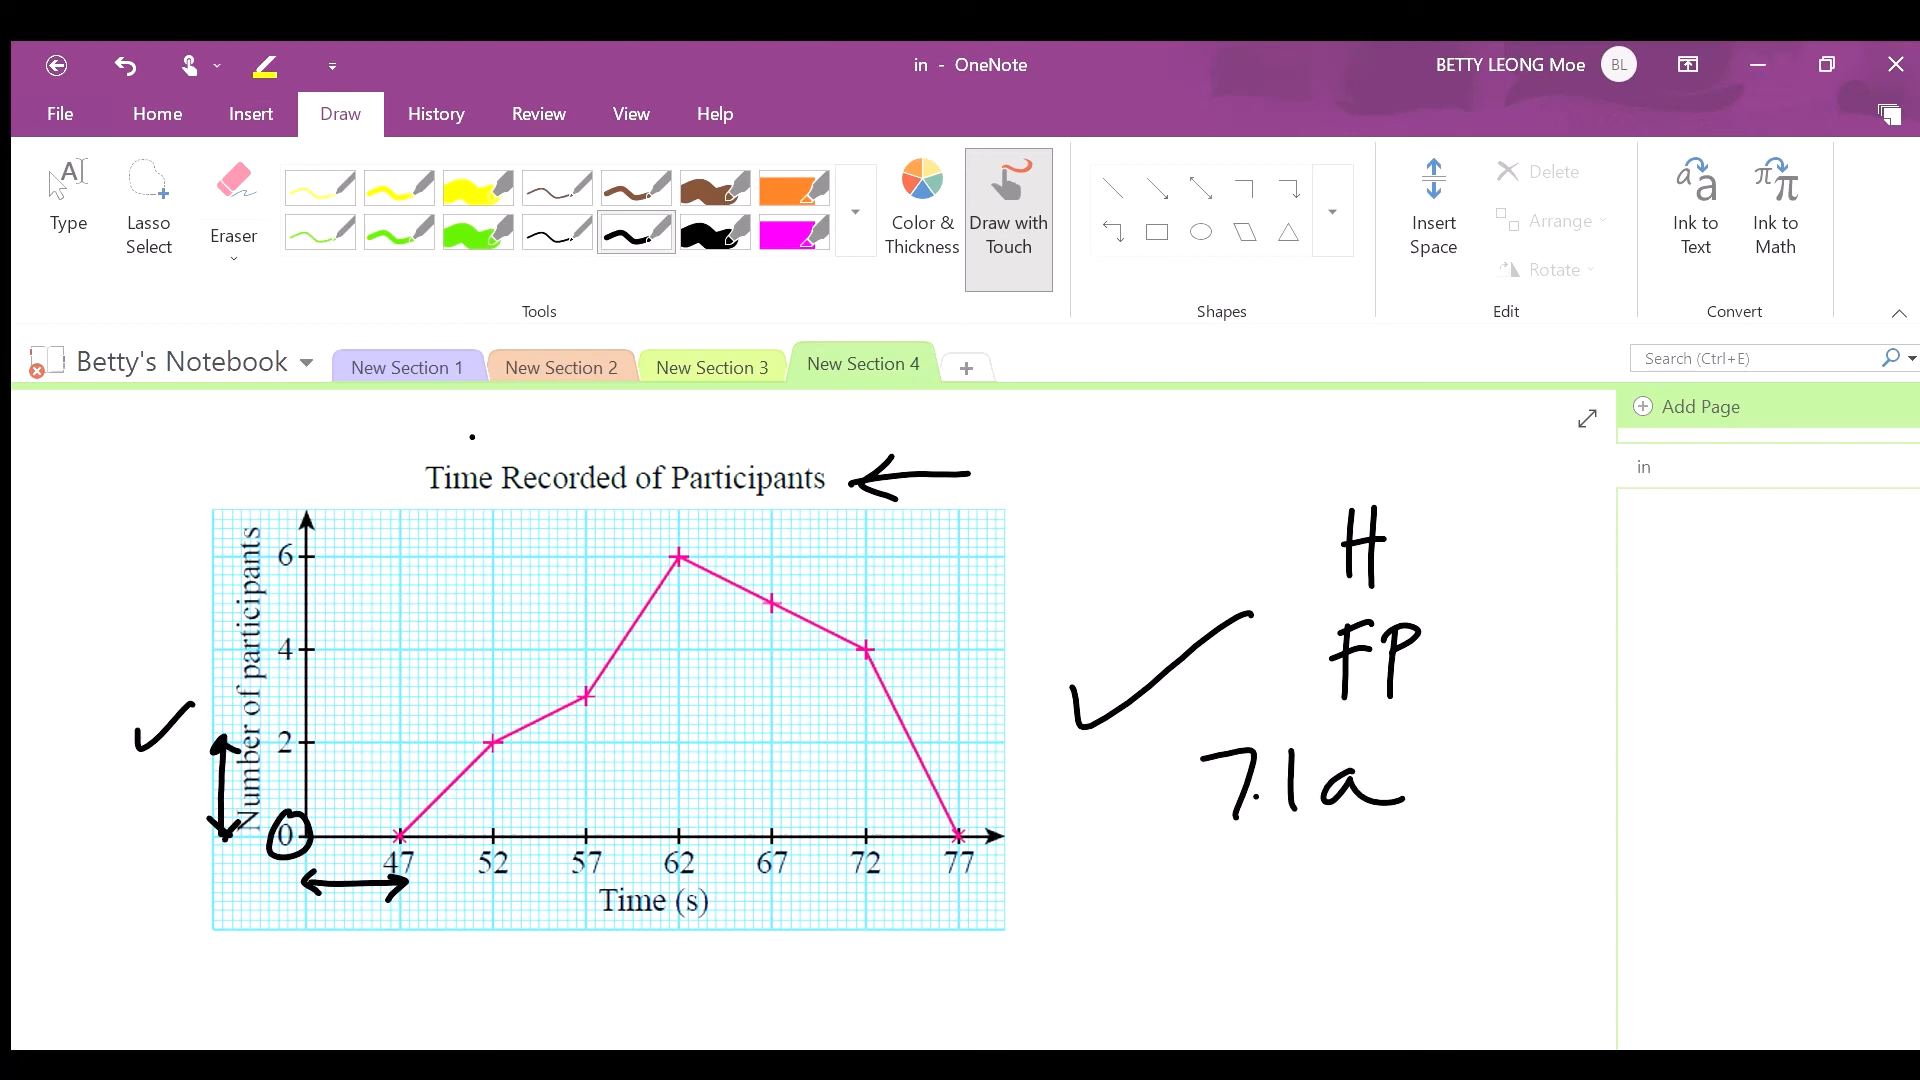 in - OneNote
BETTY LEONG Moe
BL
File Home Insert Draw History Review View Help
Type
Lasso Select
Eraser
Color & Thickness
Draw with Touch
Insert Space
Delete
Arrange
Rotate
Ink to Text
Ink to Math
Tools
Shapes
Edit
Convert
Betty's Notebook
New Section 1
New Section 2
New Section 3
New Section 4
Search (Ctrl+E)
Add Page
in
Time Recorded of Participants
Number of participants
6
4
2
0
47 52 57 62 67 72 77
Time (s)
H
FP
7.1a